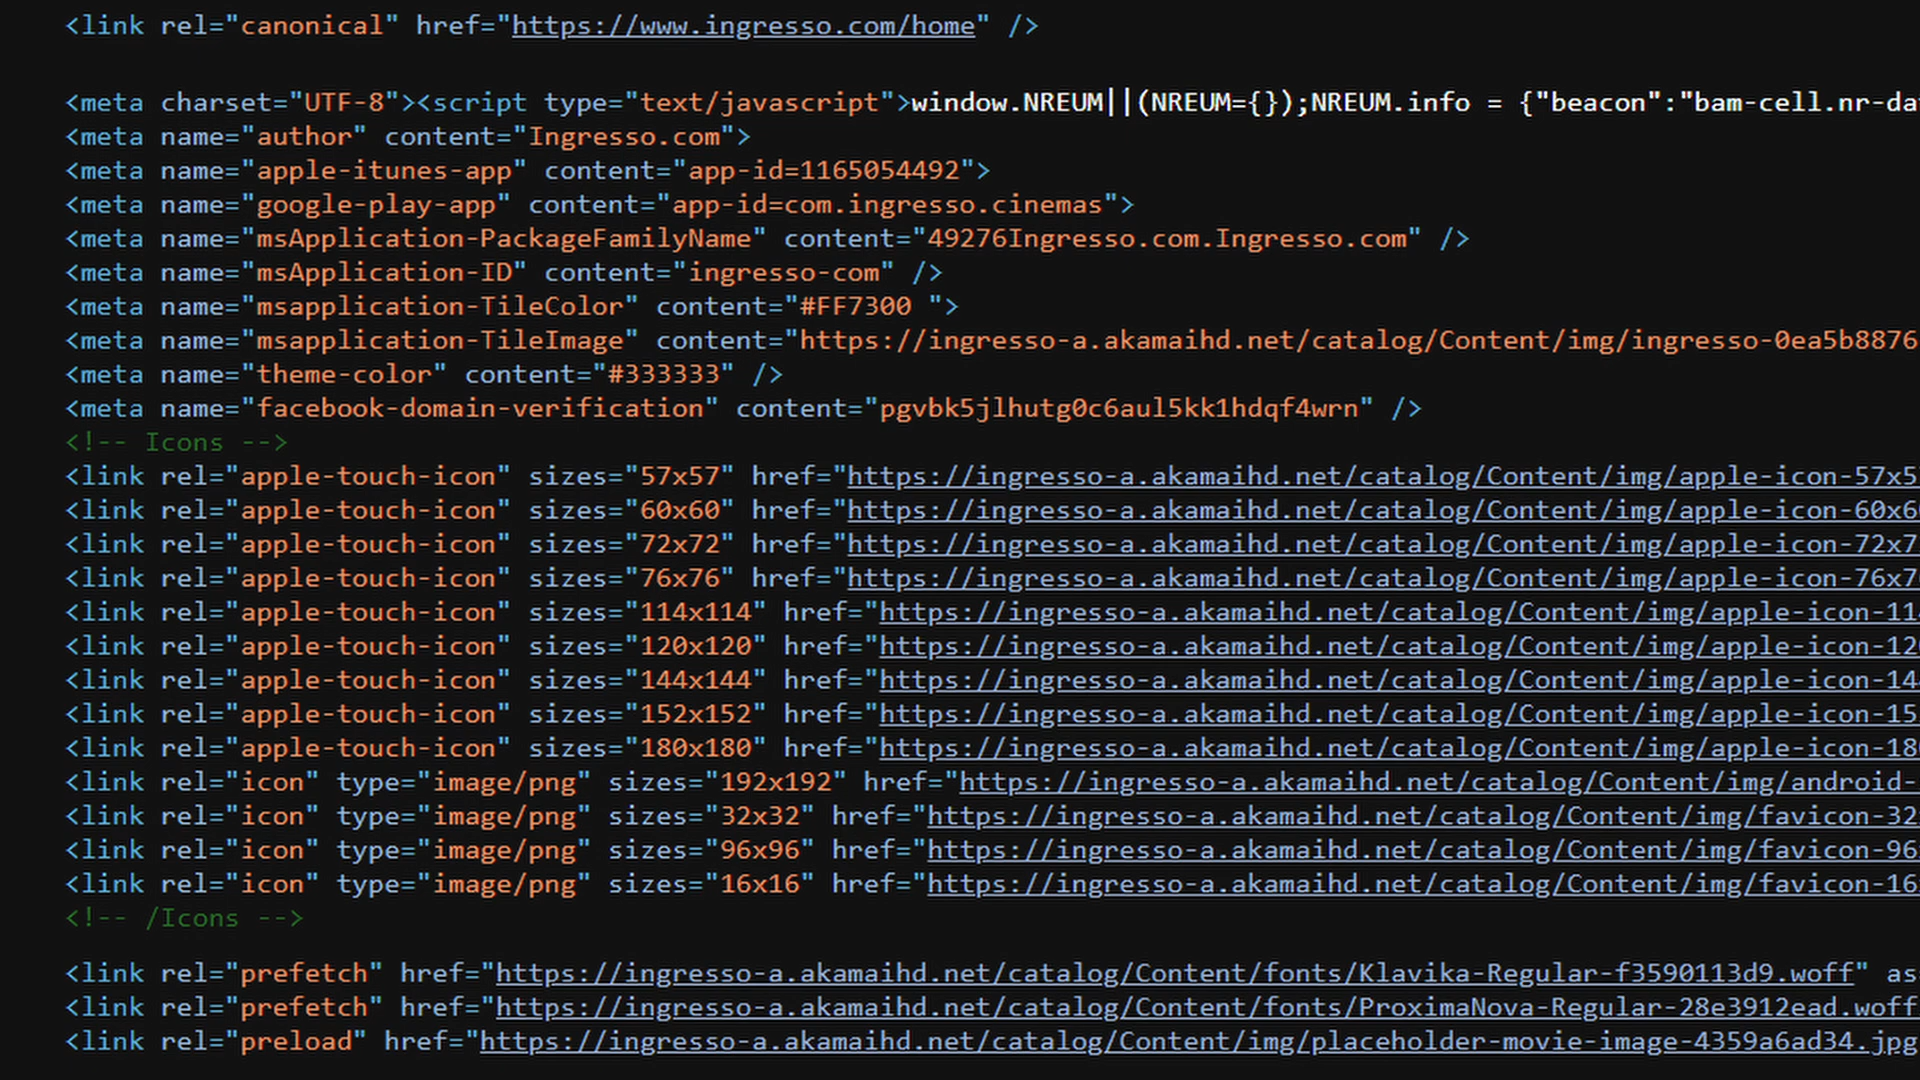 <link rel="canonical" href="https://www.ingresso.com/home" />
<meta charset="UTF-8"><script type="text/javascript">window.NREUM||(NREUM={});NREUM.info = {"beacon":"bam-cell.nr-da
<meta name="author" content="Ingresso.com">
<meta name="apple-itunes-app" content="app-id=1165054492">
<meta name="google-play-app" content="app-id=com.ingresso.cinemas">
<meta name="msApplication-PackageFamilyName" content="49276Ingresso.com.Ingresso.com" />
<meta name="msApplication-ID" content="ingresso-com" />
<meta name="msapplication-TileColor" content="#FF7300 ">
<meta name="msapplication-TileImage" content="https://ingresso-a.akamaihd.net/catalog/Content/img/ingresso-0ea5b8876
<meta name="theme-color" content="#333333" />
<meta name="facebook-domain-verification" content="pgvbk5jlhutg0c6aul5kk1hdqf4wrn" />
<!-- Icons -->
<link rel="apple-touch-icon" sizes="57x57" href="https://ingresso-a.akamaihd.net/catalog/Content/img/apple-icon-57x5
<link rel="apple-touch-icon" sizes="60x60" href="https://ingresso-a.akamaihd.net/catalog/Content/img/apple-icon-60x6
<link rel="apple-touch-icon" sizes="72x72" href="https://ingresso-a.akamaihd.net/catalog/Content/img/apple-icon-72x7
<link rel="apple-touch-icon" sizes="76x76" href="https://ingresso-a.akamaihd.net/catalog/Content/img/apple-icon-76x7
<link rel="apple-touch-icon" sizes="114x114" href="https://ingresso-a.akamaihd.net/catalog/Content/img/apple-icon-11
<link rel="apple-touch-icon" sizes="120x120" href="https://ingresso-a.akamaihd.net/catalog/Content/img/apple-icon-12
<link rel="apple-touch-icon" sizes="144x144" href="https://ingresso-a.akamaihd.net/catalog/Content/img/apple-icon-14
<link rel="apple-touch-icon" sizes="152x152" href="https://ingresso-a.akamaihd.net/catalog/Content/img/apple-icon-15
<link rel="apple-touch-icon" sizes="180x180" href="https://ingresso-a.akamaihd.net/catalog/Content/img/apple-icon-18
<link rel="icon" type="image/png" sizes="192x192" href="https://ingresso-a.akamaihd.net/catalog/Content/img/android-
<link rel="icon" type="image/png" sizes="32x32" href="https://ingresso-a.akamaihd.net/catalog/Content/img/favicon-32
<link rel="icon" type="image/png" sizes="96x96" href="https://ingresso-a.akamaihd.net/catalog/Content/img/favicon-96
<link rel="icon" type="image/png" sizes="16x16" href="https://ingresso-a.akamaihd.net/catalog/Content/img/favicon-16
<!-- /Icons -->
<link rel="prefetch" href="https://ingresso-a.akamaihd.net/catalog/Content/fonts/Klavika-Regular-f3590113d9.woff" as
<link rel="prefetch" href="https://ingresso-a.akamaihd.net/catalog/Content/fonts/ProximaNova-Regular-28e3912ead.woff
<link rel="preload" href="https://ingresso-a.akamaihd.net/catalog/Content/img/placeholder-movie-image-4359a6ad34.jpg